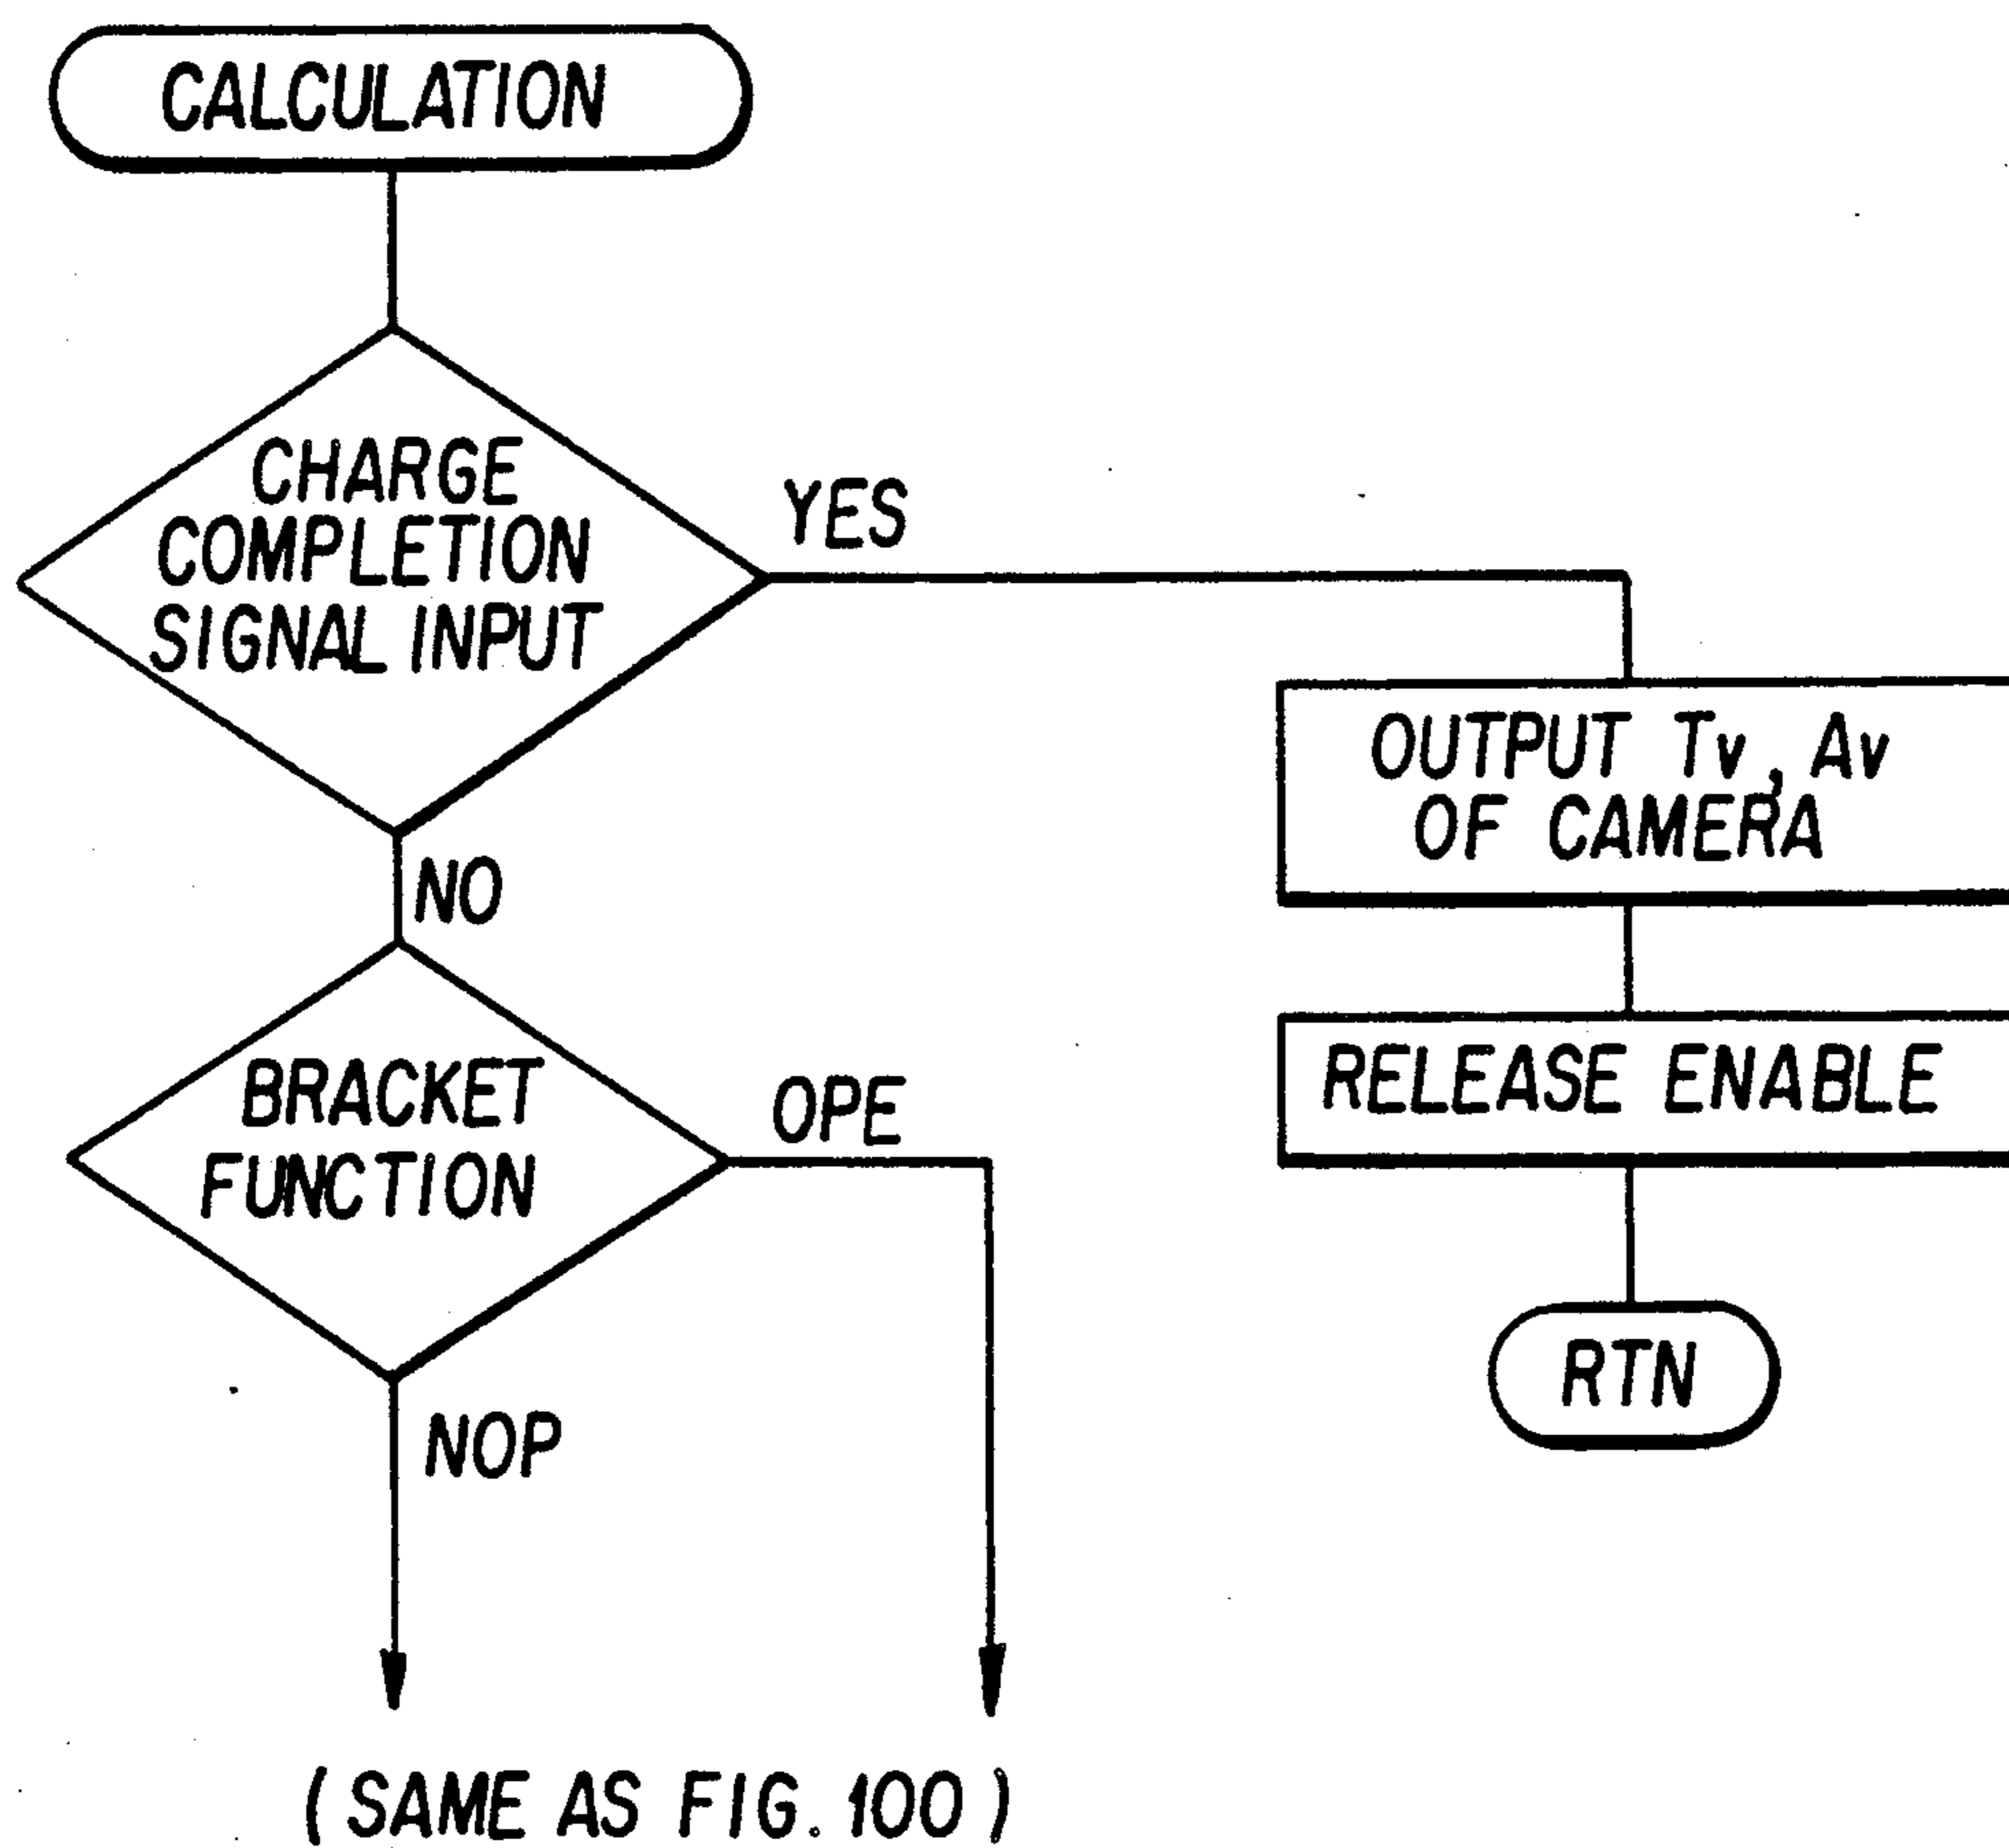 CALCULATION
CHARGE
COMPLETION
SIGNAL INPUT
YES
OUTPUT Tv, Av
OF CAMERA
NO
RELEASE ENABLE
BRACKET
FUNCTION
OPE
RTN
NOP
(SAME AS FIG. 100)